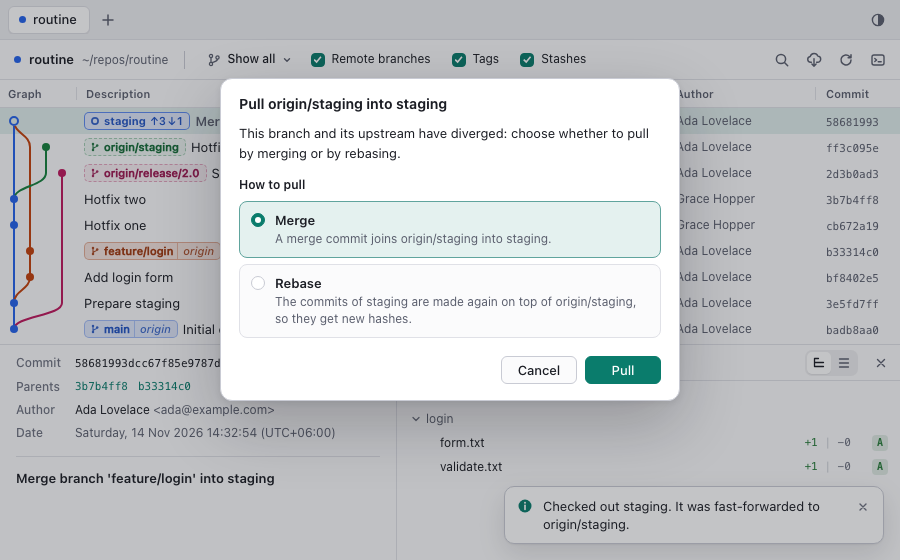 routine
routine ~/repos/routine Show all Remote branches Tags Stashes
Graph Description Author Commit
staging ↑3↓1 Mer Ada Lovelace 58681993
origin/staging Hotfi Ada Lovelace ff3c095e
origin/release/2.0 S Ada Lovelace 2d3b0ad3
Hotfix two Grace Hopper 3b7b4ff8
Hotfix one Grace Hopper cb672a19
feature/login origin Ada Lovelace b33314c0
Add login form Ada Lovelace bf8402e5
Prepare staging Ada Lovelace 3e5fd7ff
main origin Initial Ada Lovelace badb8aa0
Pull origin/staging into staging
This branch and its upstream have diverged: choose whether to pull
by merging or by rebasing.
How to pull
Merge
A merge commit joins origin/staging into staging.
Rebase
The commits of staging are made again on top of origin/staging,
so they get new hashes.
Cancel Pull
Commit 58681993dcc67f85e9787d
Parents 3b7b4ff8 b33314c0
Author Ada Lovelace <ada@example.com>
Date Saturday, 14 Nov 2026 14:32:54 (UTC+06:00)
Merge branch 'feature/login' into staging
login
form.txt +1 −0 A
validate.txt +1 −0 A
Checked out staging. It was fast-forwarded to
origin/staging.